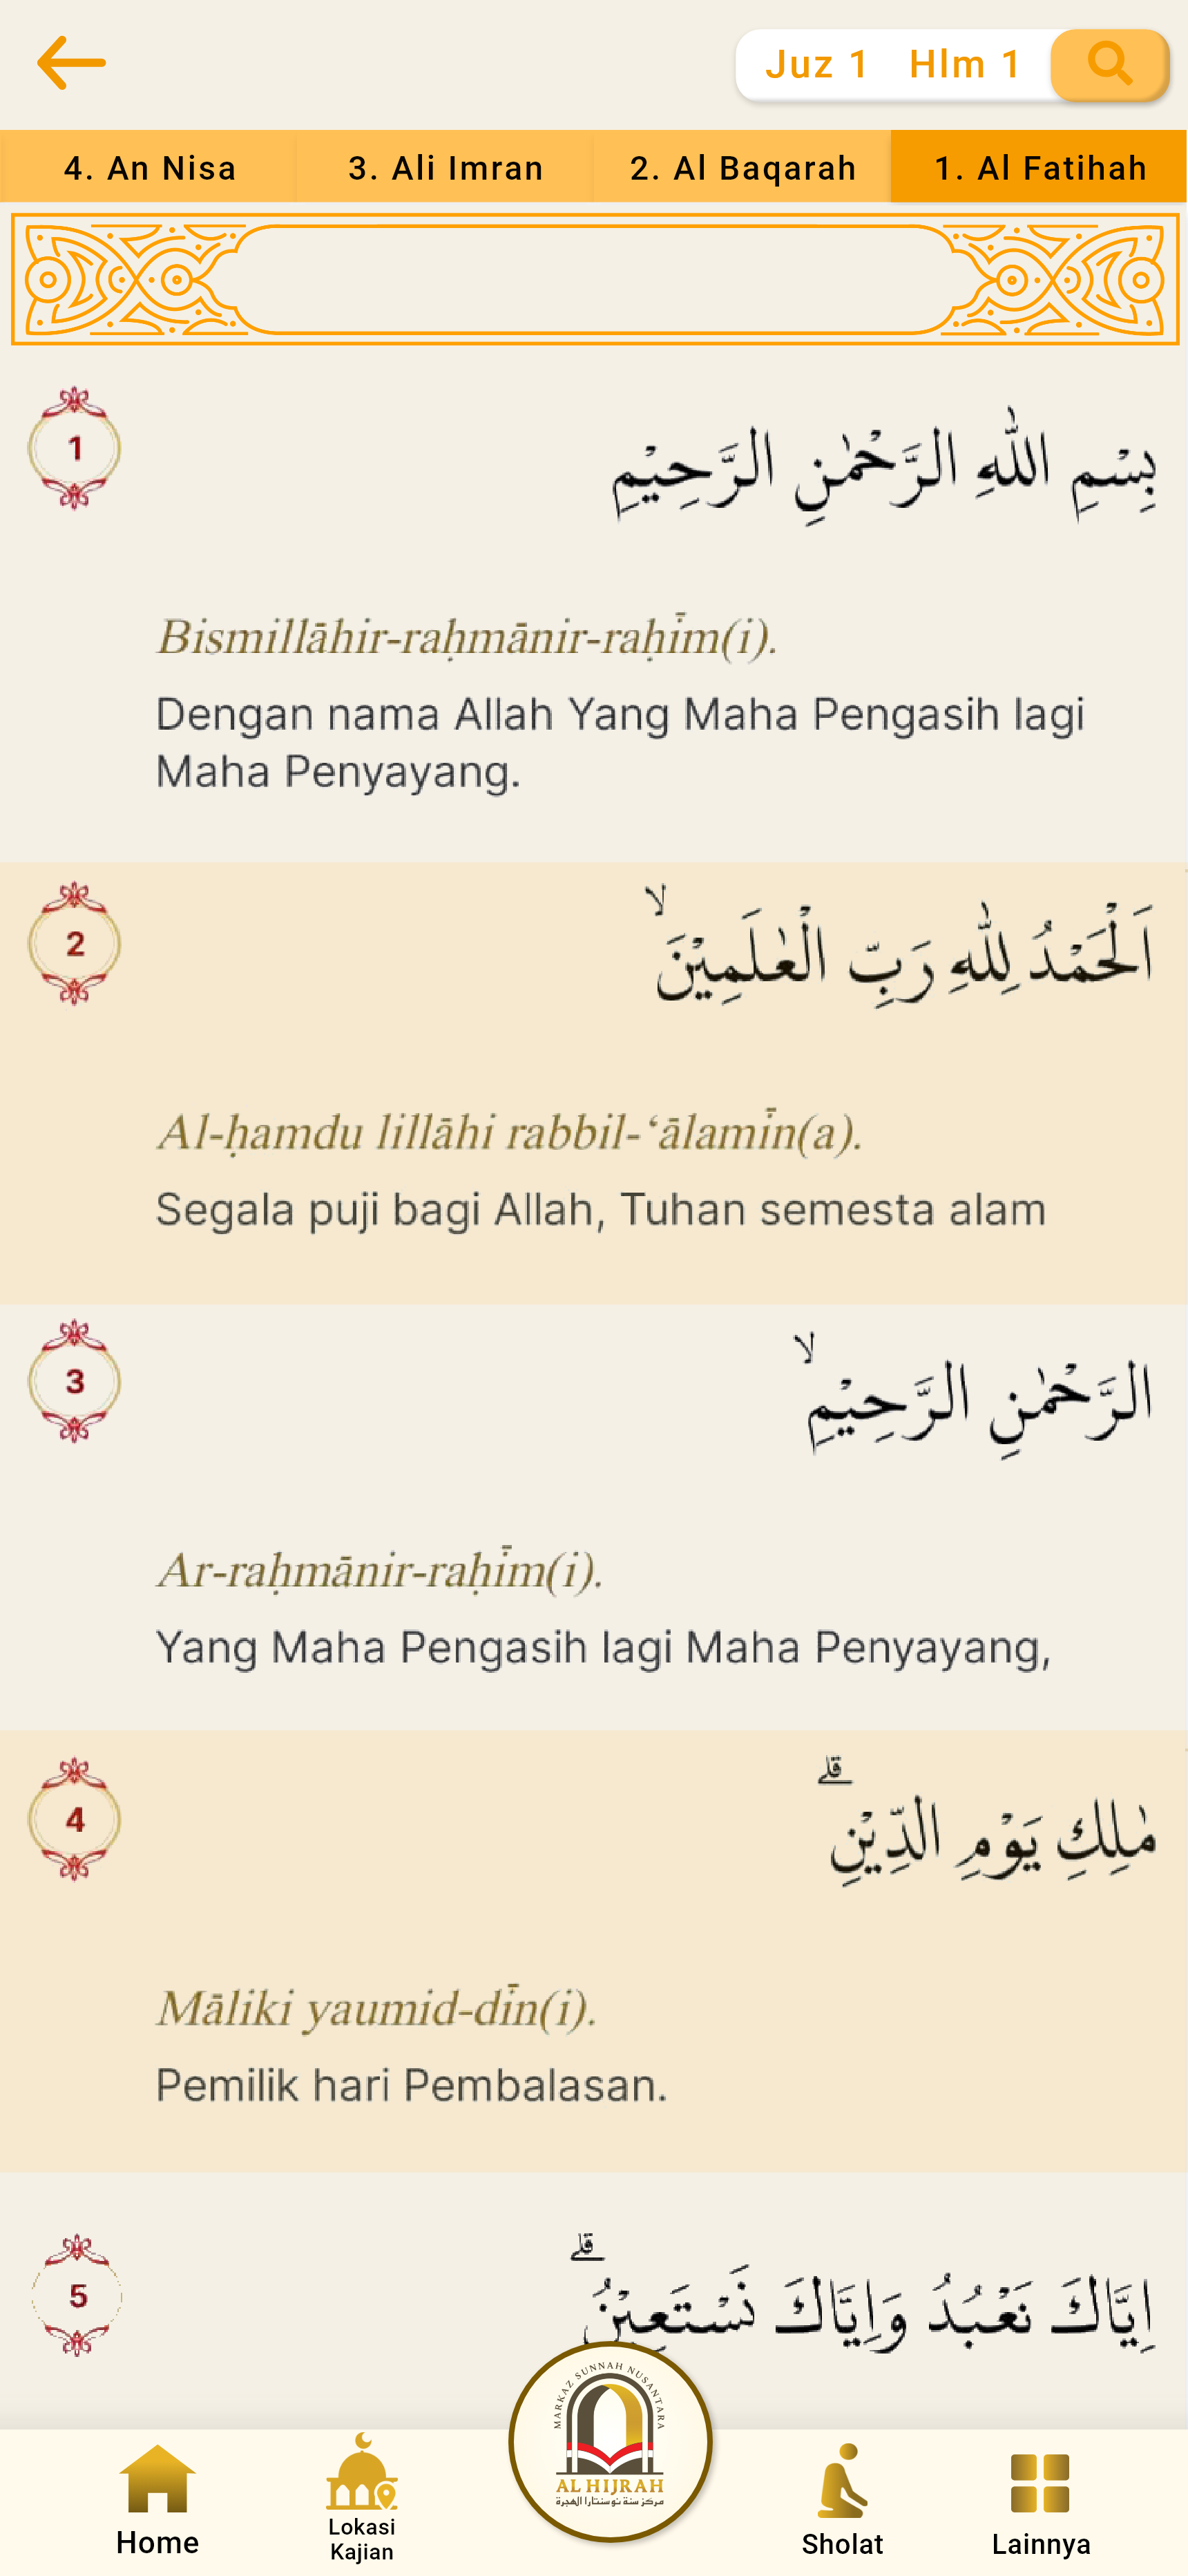 Juz 1 Hlm 1
4. An Nisa 3. Ali Imran 2. Al Baqarah 1. Al Fatihah
1
بِسْمِ اللّٰهِ الرَّحْمٰنِ الرَّحِيْمِ
Bismillāhir-raḥmānir-raḥīm(i).
Dengan nama Allah Yang Maha Pengasih lagi
Maha Penyayang.
2
اَلْحَمْدُ لِلّٰهِ رَبِّ الْعٰلَمِيْنَۙ
Al-ḥamdu lillāhi rabbil-‘ālamīn(a).
Segala puji bagi Allah, Tuhan semesta alam
3
الرَّحْمٰنِ الرَّحِيْمِۙ
Ar-raḥmānir-raḥīm(i).
Yang Maha Pengasih lagi Maha Penyayang,
4
مٰلِكِ يَوْمِ الدِّيْنِۗ
Māliki yaumid-dīn(i).
Pemilik hari Pembalasan.
5
اِيَّاكَ نَعْبُدُ وَاِيَّاكَ نَسْتَعِيْنُۗ
MARKAZ SUNNAH NUSANTARA
AL HIJRAH
مركز سنة نوسنتارا الهجرة
Home
Lokasi
Kajian
Sholat
Lainnya